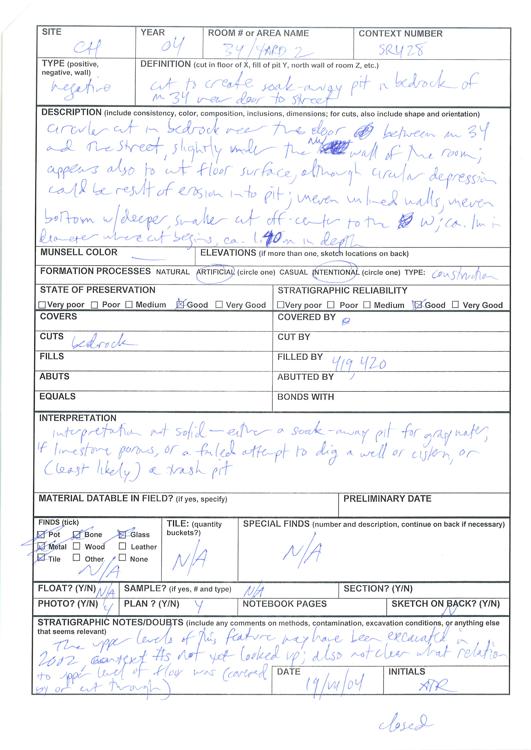 SITE YEAR ROOM # or AREA NAME CONTEXT NUMBER
CH 04 34/YARD 2 SRY28
TYPE (positive, negative, wall) DEFINITION (cut in floor of X, fill of pit Y, north wall of room Z, etc.)
negative cut to create soak-away pit in bedrock of
rm 34 near door to street
DESCRIPTION (include consistency, color, composition, inclusions, dimensions; for cuts, also include shape and orientation)
circular cut in bedrock near the door between rm 34
and the street, slightly under the NW wall of the room;
appears also to cut floor surface, although circular depression
could be result of erosion into pit; uneven unlined walls, uneven
bottom w/deeper smaller cut off-center to the W; ca. 1m in
diameter where cut begins, ca. 1.40m in depth
MUNSELL COLOR ELEVATIONS (if more than one, sketch locations on back)
FORMATION PROCESSES NATURAL ARTIFICIAL (circle one) CASUAL INTENTIONAL (circle one) TYPE: construction
STATE OF PRESERVATION STRATIGRAPHIC RELIABILITY
Very poor Poor Medium Good Very Good Very poor Poor Medium Good Very Good
COVERS COVERED BY
CUTS bedrock CUT BY
FILLS FILLED BY 419, 420
ABUTS ABUTTED BY
EQUALS BONDS WITH
INTERPRETATION
interpretation not solid – either a soak-away pit for gray water,
if limestone porous, or a failed attempt to dig a well or cistern, or
(least likely) a trash pit
MATERIAL DATABLE IN FIELD? (if yes, specify) PRELIMINARY DATE
FINDS (tick) TILE: (quantity buckets?) SPECIAL FINDS (number and description, continue on back if necessary)
Pot Bone Glass
Metal Wood Leather
Tile Other None
N/A N/A N/A
FLOAT? (Y/N) N/A SAMPLE? (if yes, # and type) N/A SECTION? (Y/N)
PHOTO? (Y/N) Y PLAN ? (Y/N) Y NOTEBOOK PAGES SKETCH ON BACK? (Y/N) N
STRATIGRAPHIC NOTES/DOUBTS (include any comments on methods, contamination, excavation conditions, or anything else that seems relevant)
The upper levels of this feature may have been excavated in
2002 context #s not yet looked up; also not clear what relation
to upper level of floor was (covered
by or cut through)
DATE 19/VII/04 INITIALS ATR
closed